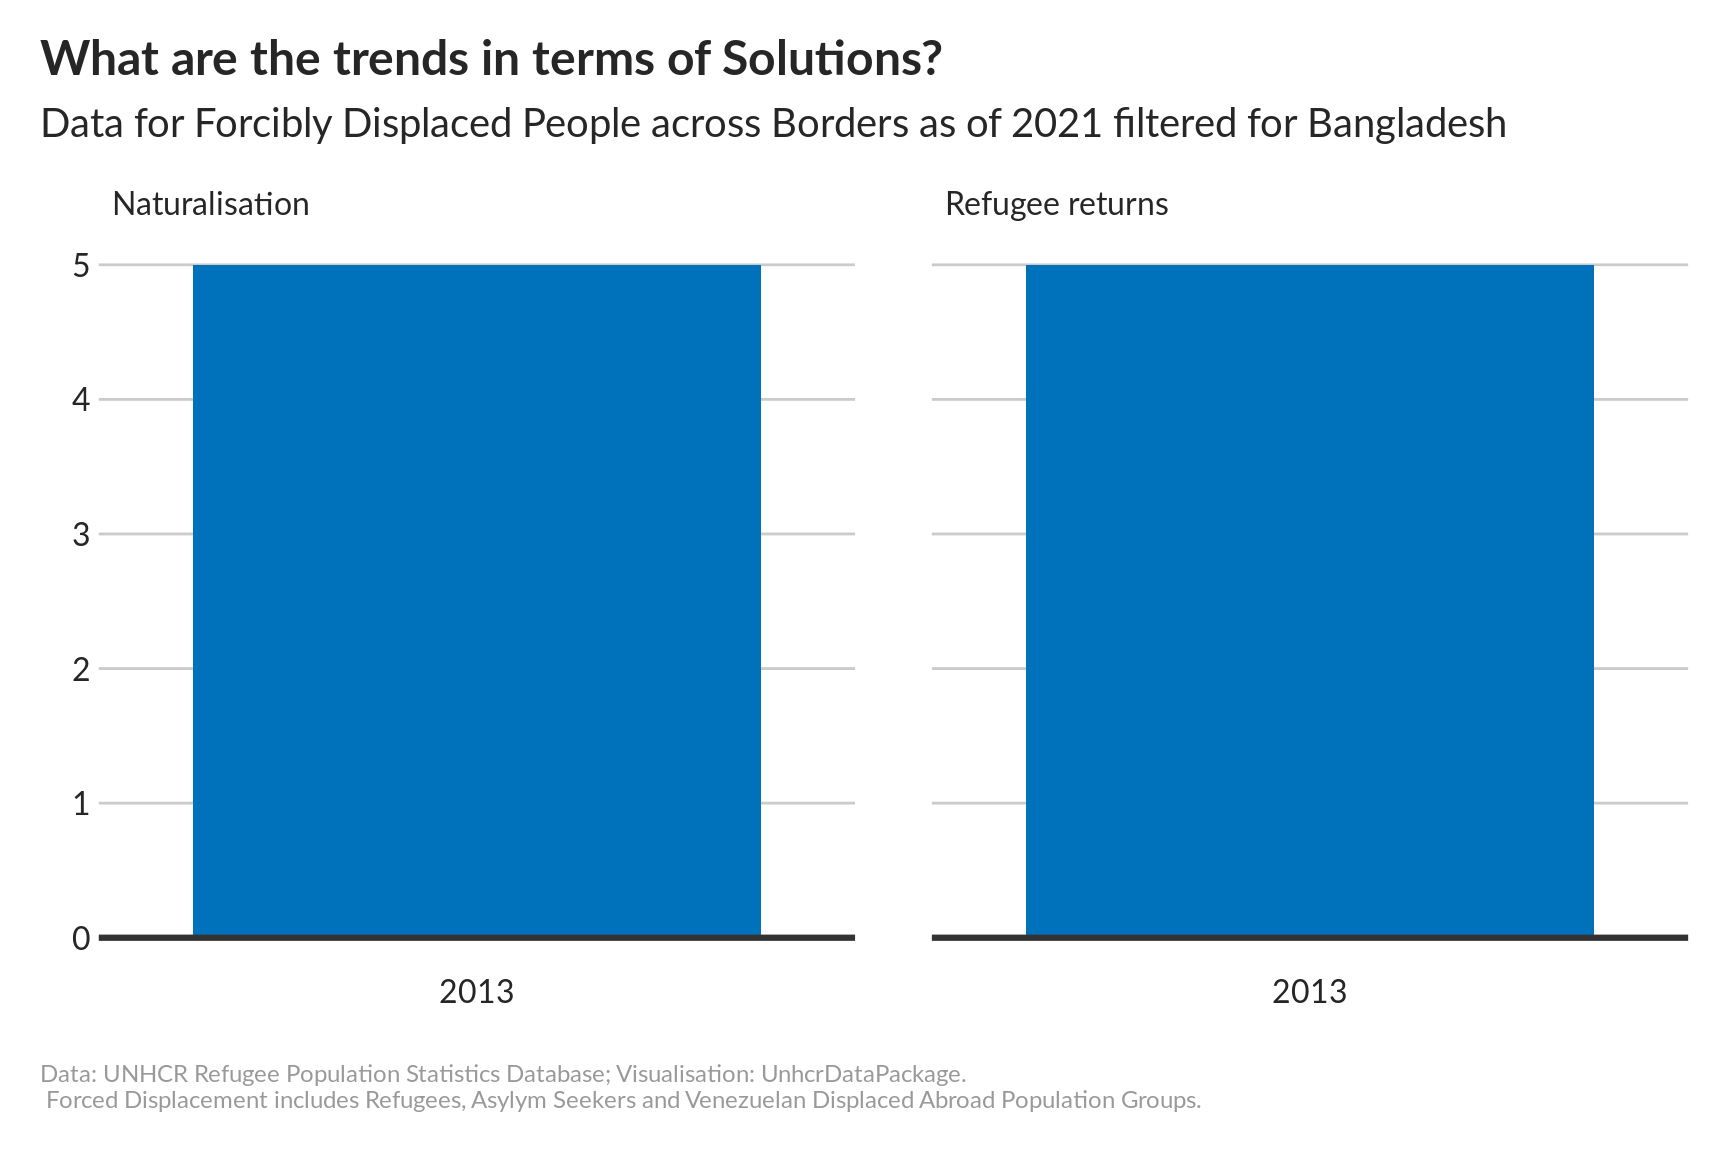 What are the trends in terms of Solutions?
Data for Forcibly Displaced People across Borders as of 2021 filtered for Bangladesh
Naturalisation
Refugee returns
5
4
3
2
1
0
2013
2013
Data: UNHCR Refugee Population Statistics Database; Visualisation: UnhcrDataPackage.
Forced Displacement includes Refugees, Asylym Seekers and Venezuelan Displaced Abroad Population Groups.